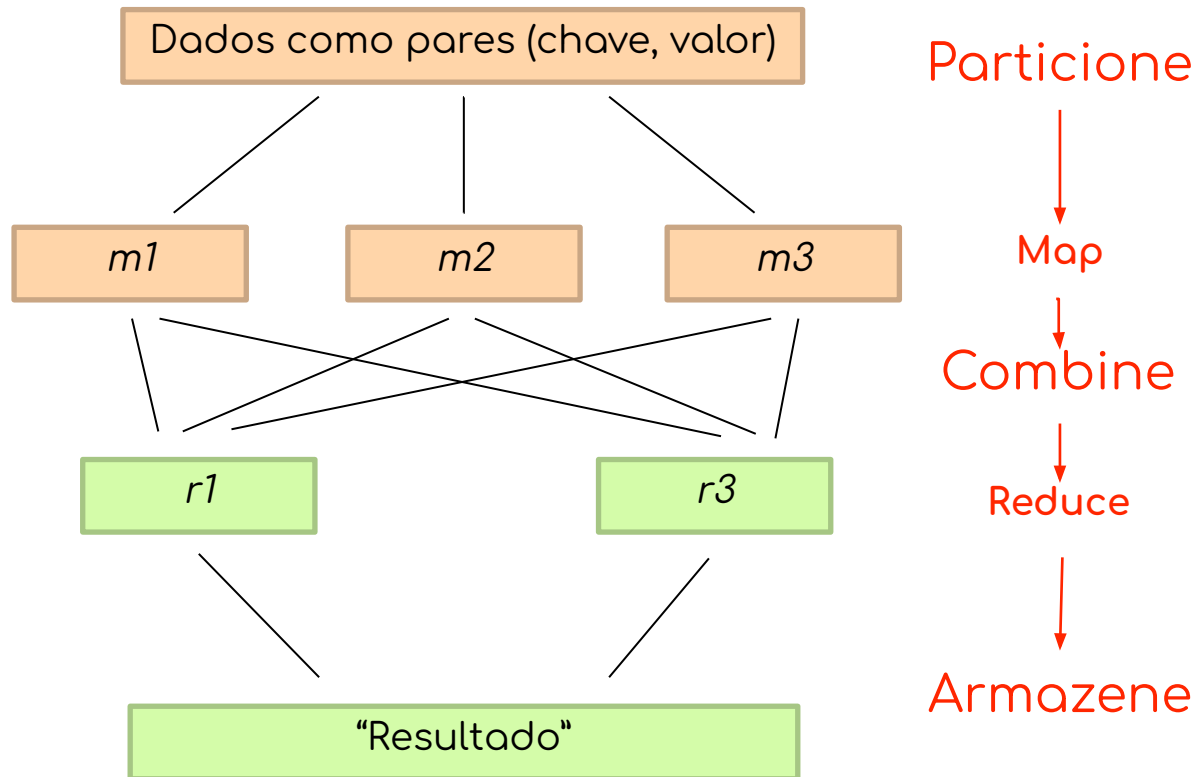 Dados como pares (chave, valor)
Particione
m1
m2
m3
Map
Combine
r1
r3
Reduce
Armazene
“Resultado”